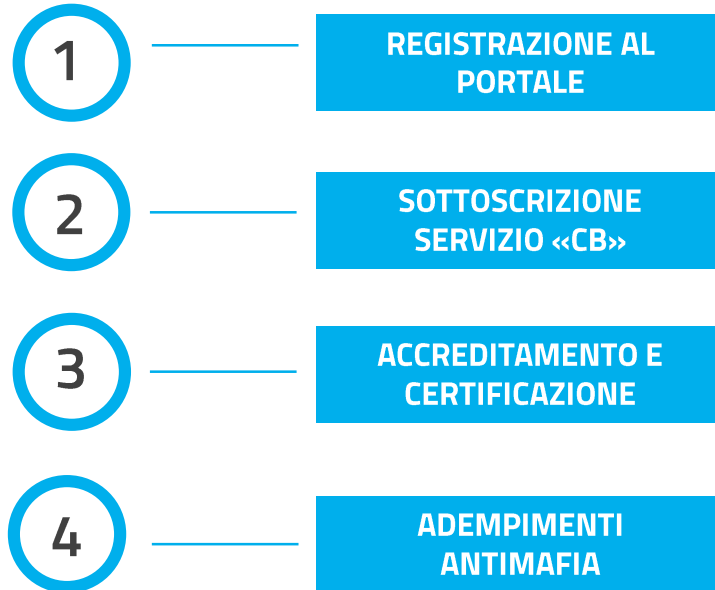 1
REGISTRAZIONE AL
PORTALE
2
SOTTOSCRIZIONE
SERVIZIO «CB»
3
ACCREDITAMENTO E
CERTIFICAZIONE
4
ADEMPIMENTI
ANTIMAFIA